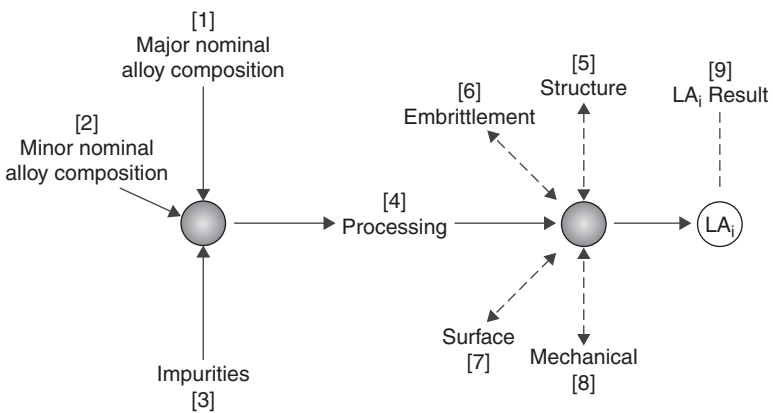 [1]
Major nominal
alloy composition
[2]
Minor nominal
alloy composition
Impurities
[3]
[4]
Processing
[6]
Embrittlement
[5]
Structure
Surface
[7]
Mechanical
[8]
[9]
LAi Result
LAi